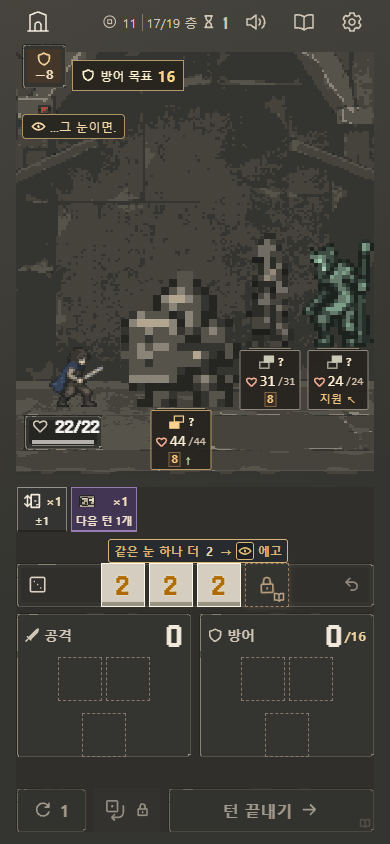 11 17/19 층 1
-8
방어 목표 16
...그 눈이면.
?
31/31
8
?
24/24
지원 ↖
22/22
?
44/44
8 ↑
×1
±1
×1
다음 턴 1개
같은 눈 하나 더 2 → 에고
2 2 2
공격 0
방어 0/16
1
턴 끝내기 →